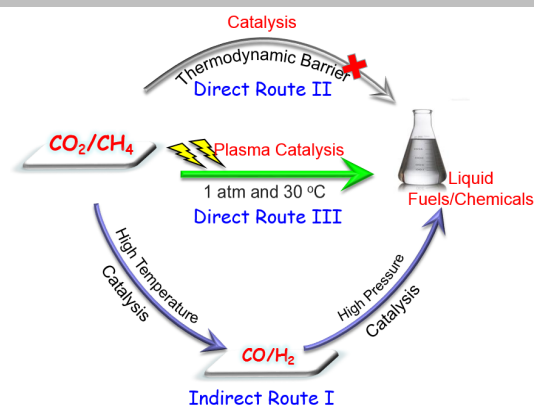 Catalysis
Thermodynamic Barrier
Direct Route II
CO₂/CH₄
Plasma Catalysis
1 atm and 30 ºC
Direct Route III
Liquid
Fuels/Chemicals
High Temperature
Catalysis
High Pressure
Catalysis
CO/H₂
Indirect Route I